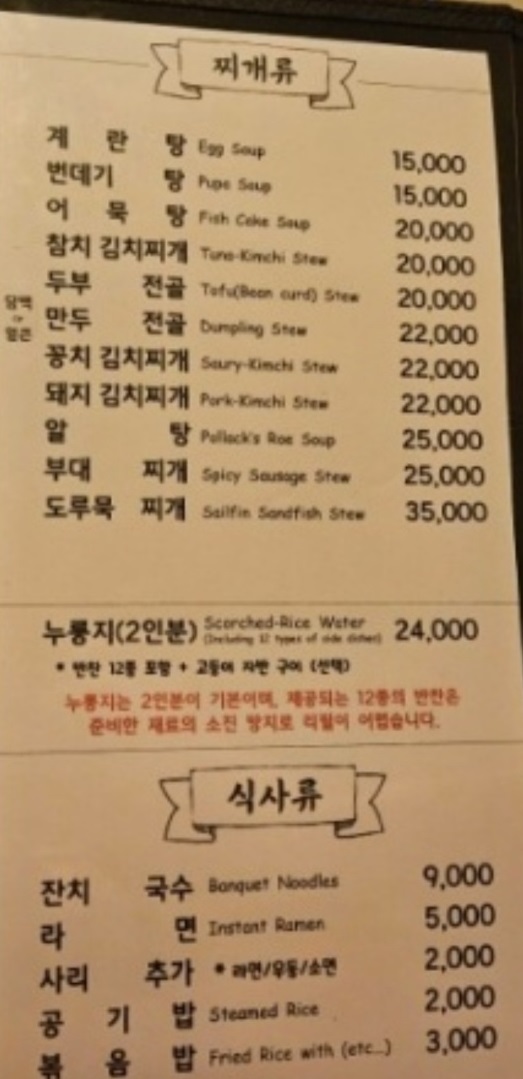 찌개류
계 란 탕 Egg Soup 15,000
번데기 탕 Pupa Soup 15,000
어 묵 탕 Fish Cake Soup 20,000
참치 김치찌개 Tuna-Kimchi Stew 20,000
두부 전골 Tofu(Bean curd) Stew 20,000
담백
or
얼큰
만두 전골 Dumpling Stew 22,000
꽁치 김치찌개 Saury-Kimchi Stew 22,000
돼지 김치찌개 Pork-Kimchi Stew 22,000
알 탕 Pollack's Roe Soup 25,000
부대 찌개 Spicy Sausage Stew 25,000
도루묵 찌개 Sailfin Sandfish Stew 35,000
누룽지(2인분) Scorched-Rice Water 24,000
(Including 12 types of side dishes)
* 반찬 12종 포함 + 고등어 자반 구이 (선택)
누룽지는 2인분이 기본이며, 제공되는 12종의 반찬은
준비한 재료의 소진 방지로 리필이 어렵습니다.
식사류
잔치 국수 Banquet Noodles 9,000
라 면 Instant Ramen 5,000
사리 추가 * 라면/우동/소면 2,000
공 기 밥 Steamed Rice 2,000
볶 음 밥 Fried Rice with (etc...) 3,000